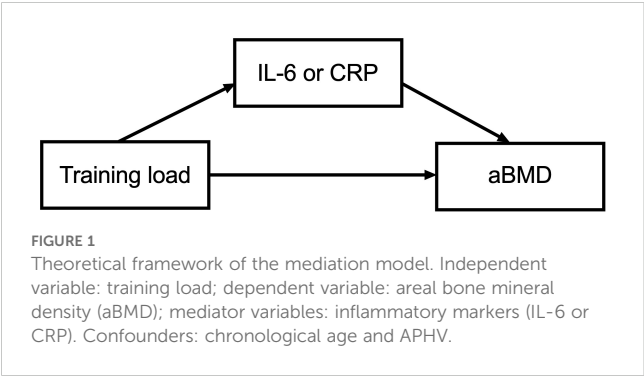 IL-6 or CRP
Training load
aBMD
FIGURE 1
Theoretical framework of the mediation model. Independent
variable: training load; dependent variable: areal bone mineral
density (aBMD); mediator variables: inflammatory markers (IL-6 or
CRP). Confounders: chronological age and APHV.